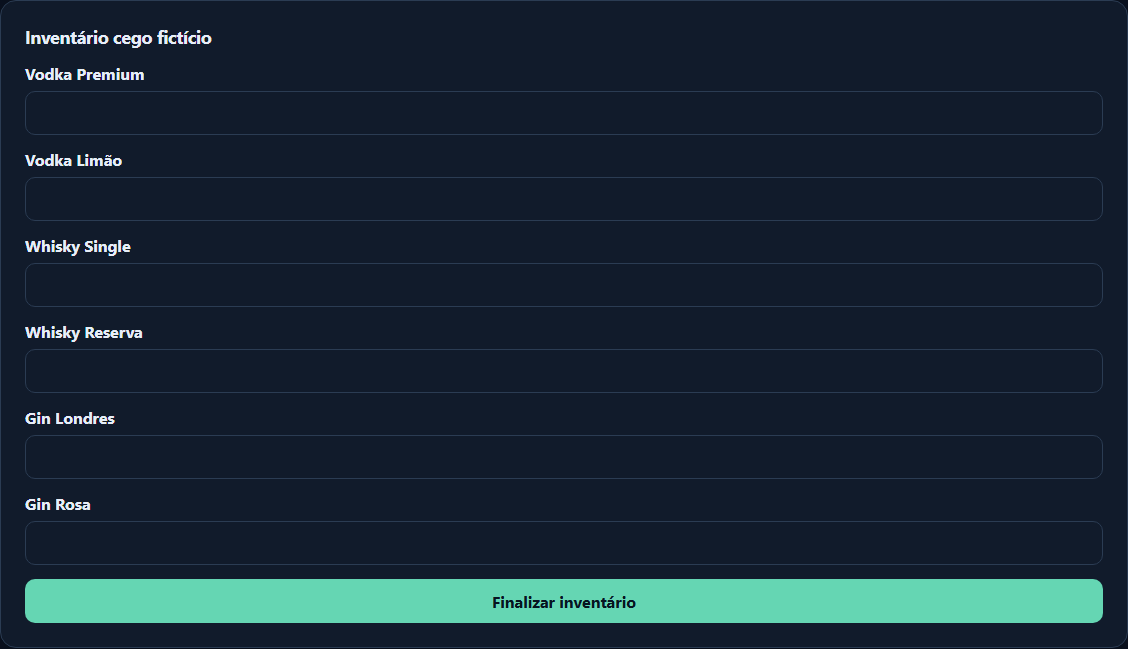 Inventário cego fictício
Vodka Premium
Vodka Limão
Whisky Single
Whisky Reserva
Gin Londres
Gin Rosa
Finalizar inventário